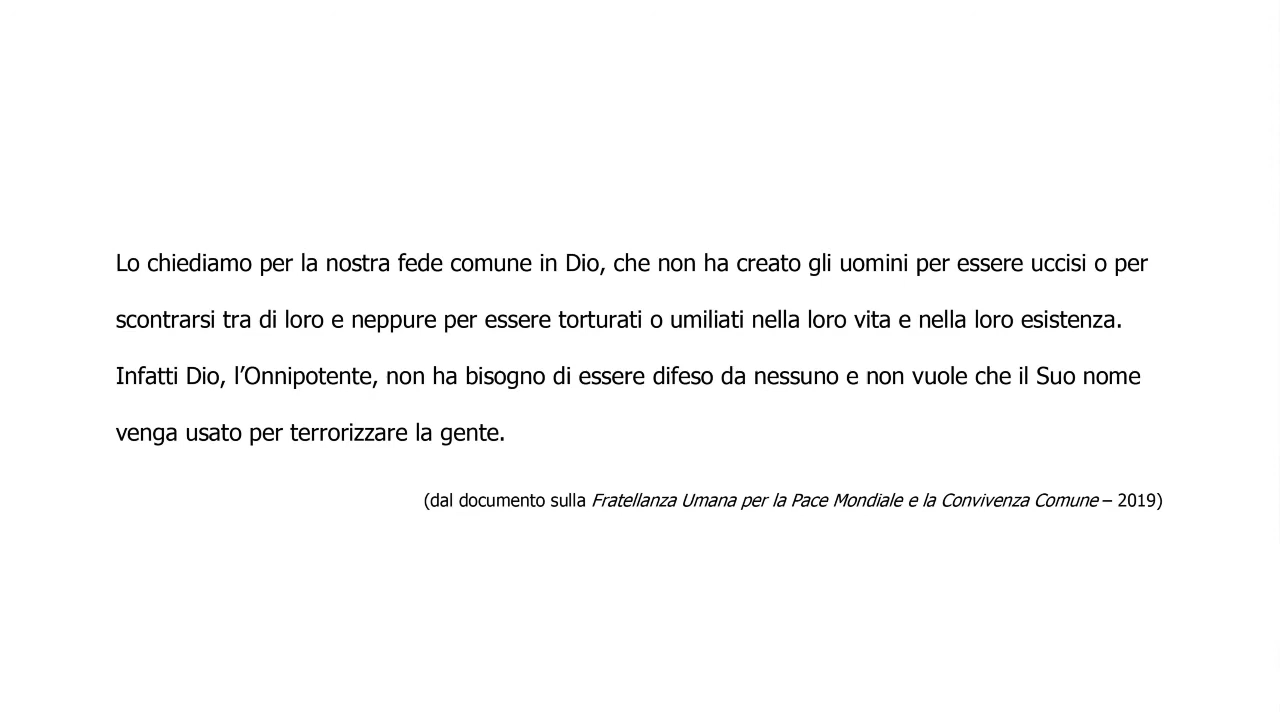 Lo chiediamo per la nostra fede comune in Dio, che non ha creato gli uomini per essere uccisi o per
scontrarsi tra di loro e neppure per essere torturati o umiliati nella loro vita e nella loro esistenza.
Infatti Dio, l’Onnipotente, non ha bisogno di essere difeso da nessuno e non vuole che il Suo nome
venga usato per terrorizzare la gente.
(dal documento sulla Fratellanza Umana per la Pace Mondiale e la Convivenza Comune – 2019)